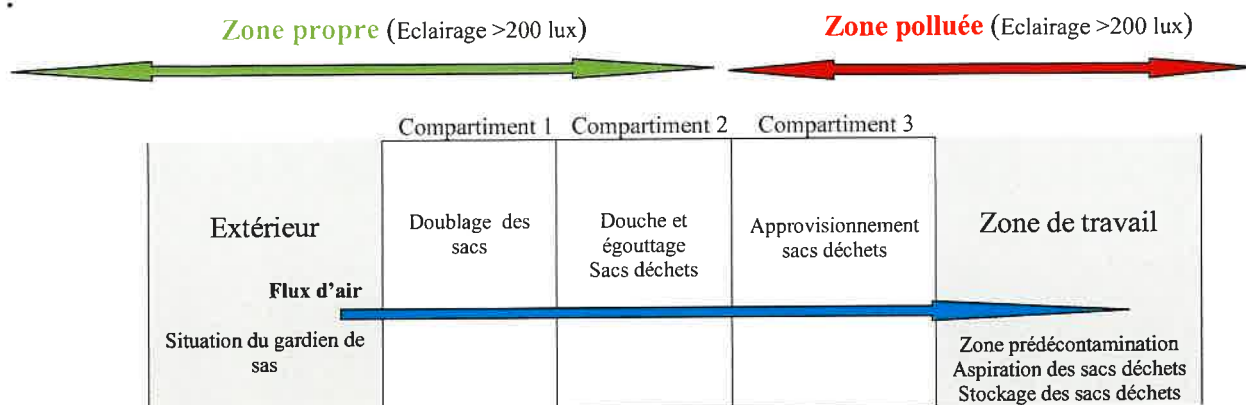 Zone propre (Eclairage >200 lux)
Zone polluée (Eclairage >200 lux)
Compartiment 1
Compartiment 2
Compartiment 3
Extérieur
Doublage des
sacs
Douche et
égouttage
Sacs déchets
Approvisionnement
sacs déchets
Zone de travail
Flux d'air
Situation du gardien de
sas
Zone prédécontamination
Aspiration des sacs déchets
Stockage des sacs déchets